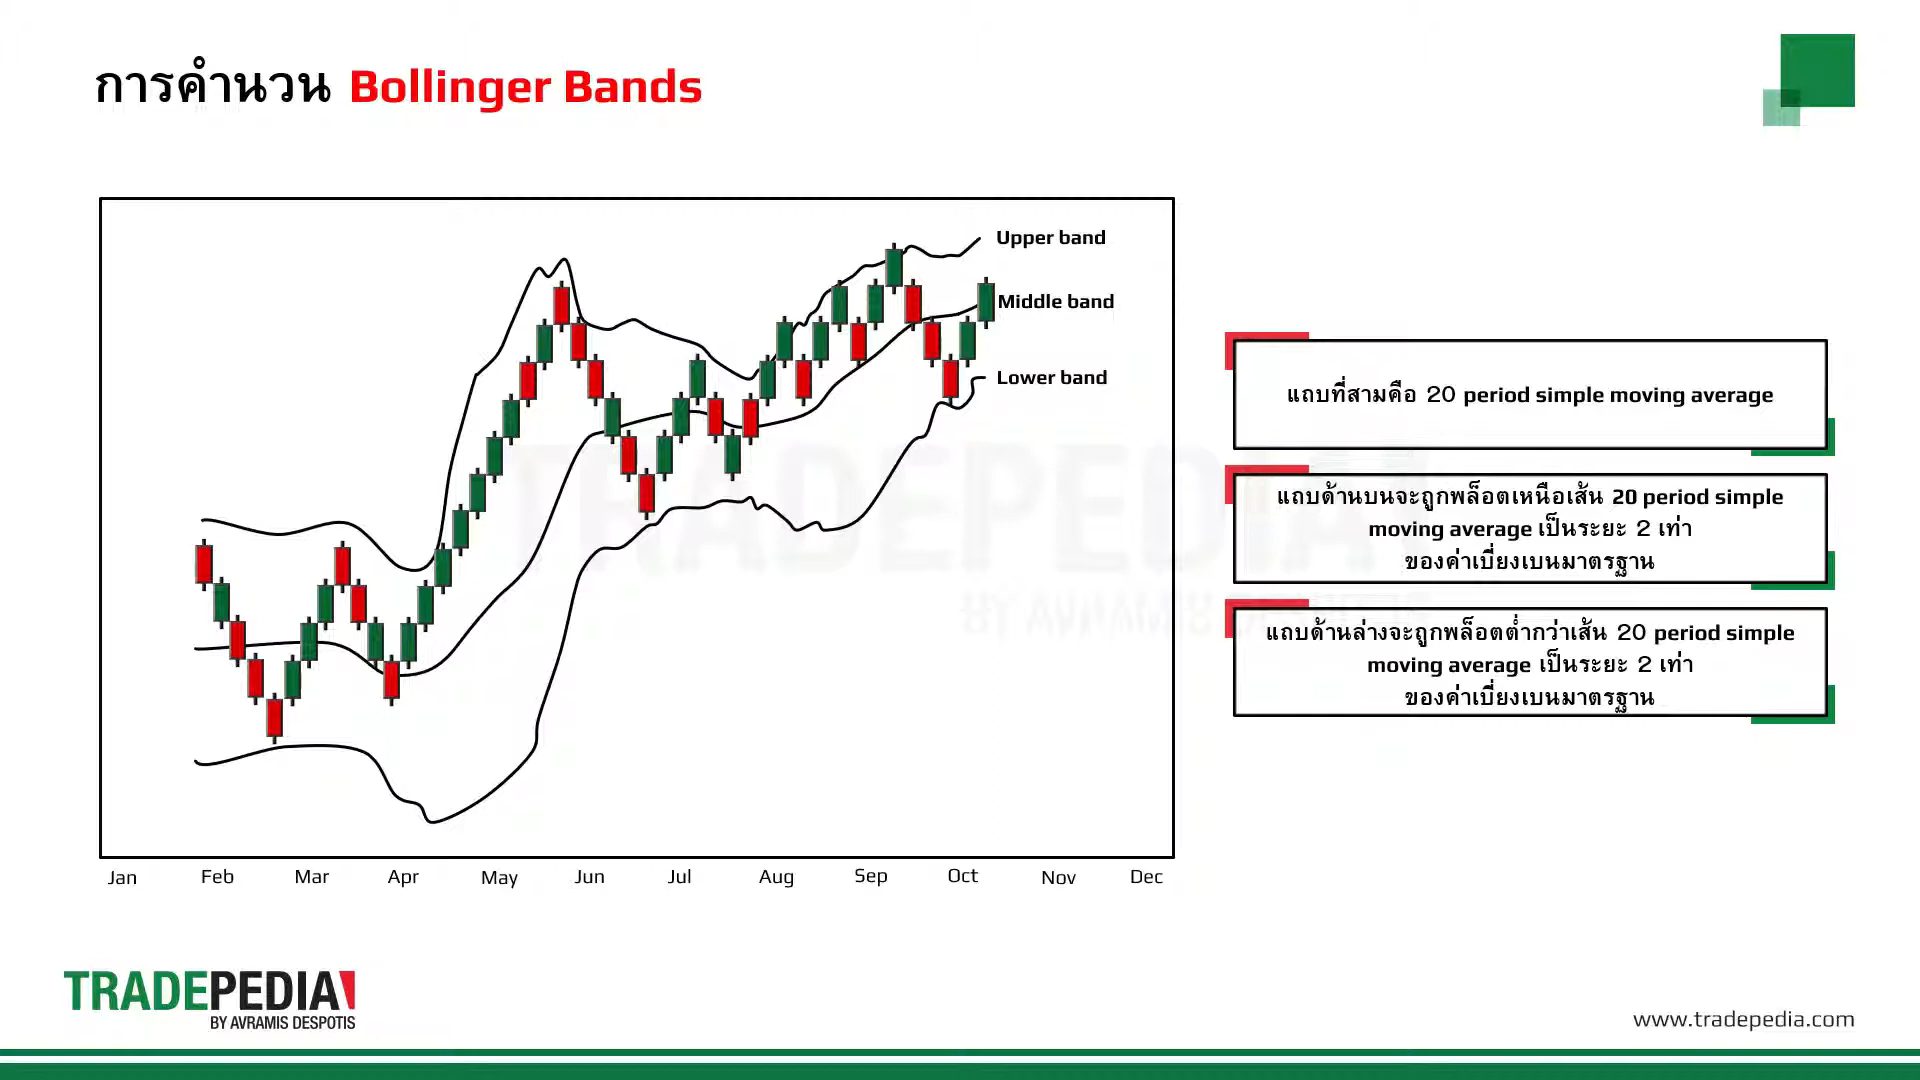 การคำนวน Bollinger Bands
Upper band
Middle band
Lower band
Jan Feb Mar Apr May Jun Jul Aug Sep Oct Nov Dec
แถบที่สามคือ 20 period simple moving average
แถบด้านบนจะถูกพล็อตเหนือเส้น 20 period simple
moving average เป็นระยะ 2 เท่า
ของค่าเบี่ยงเบนมาตรฐาน
แถบด้านล่างจะถูกพล็อตต่ำกว่าเส้น 20 period simple
moving average เป็นระยะ 2 เท่า
ของค่าเบี่ยงเบนมาตรฐาน
TRADEPEDIA
BY AVRAMIS DESPOTIS
TRADEPEDIA
BY AVRAMIS DESPOTIS
www.tradepedia.com